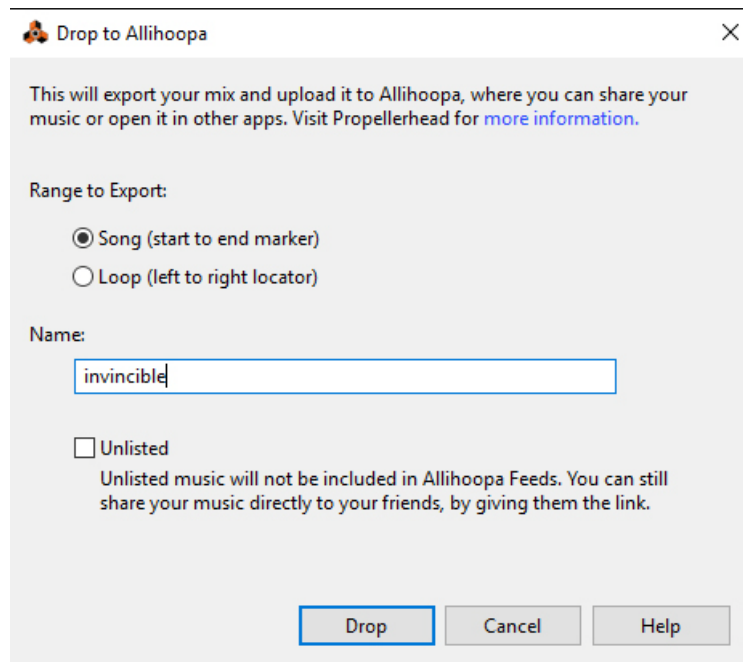 Drop to Allihoopa
This will export your mix and upload it to Allihoopa, where you can share your
music or open it in other apps. Visit Propellerhead for more information.
Range to Export:
Song (start to end marker)
Loop (left to right locator)
Name:
invincible
Unlisted
Unlisted music will not be included in Allihoopa Feeds. You can still
share your music directly to your friends, by giving them the link.
Drop Cancel Help